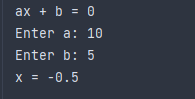 ax + b = 0
Enter a: 10
Enter b: 5
x = -0.5